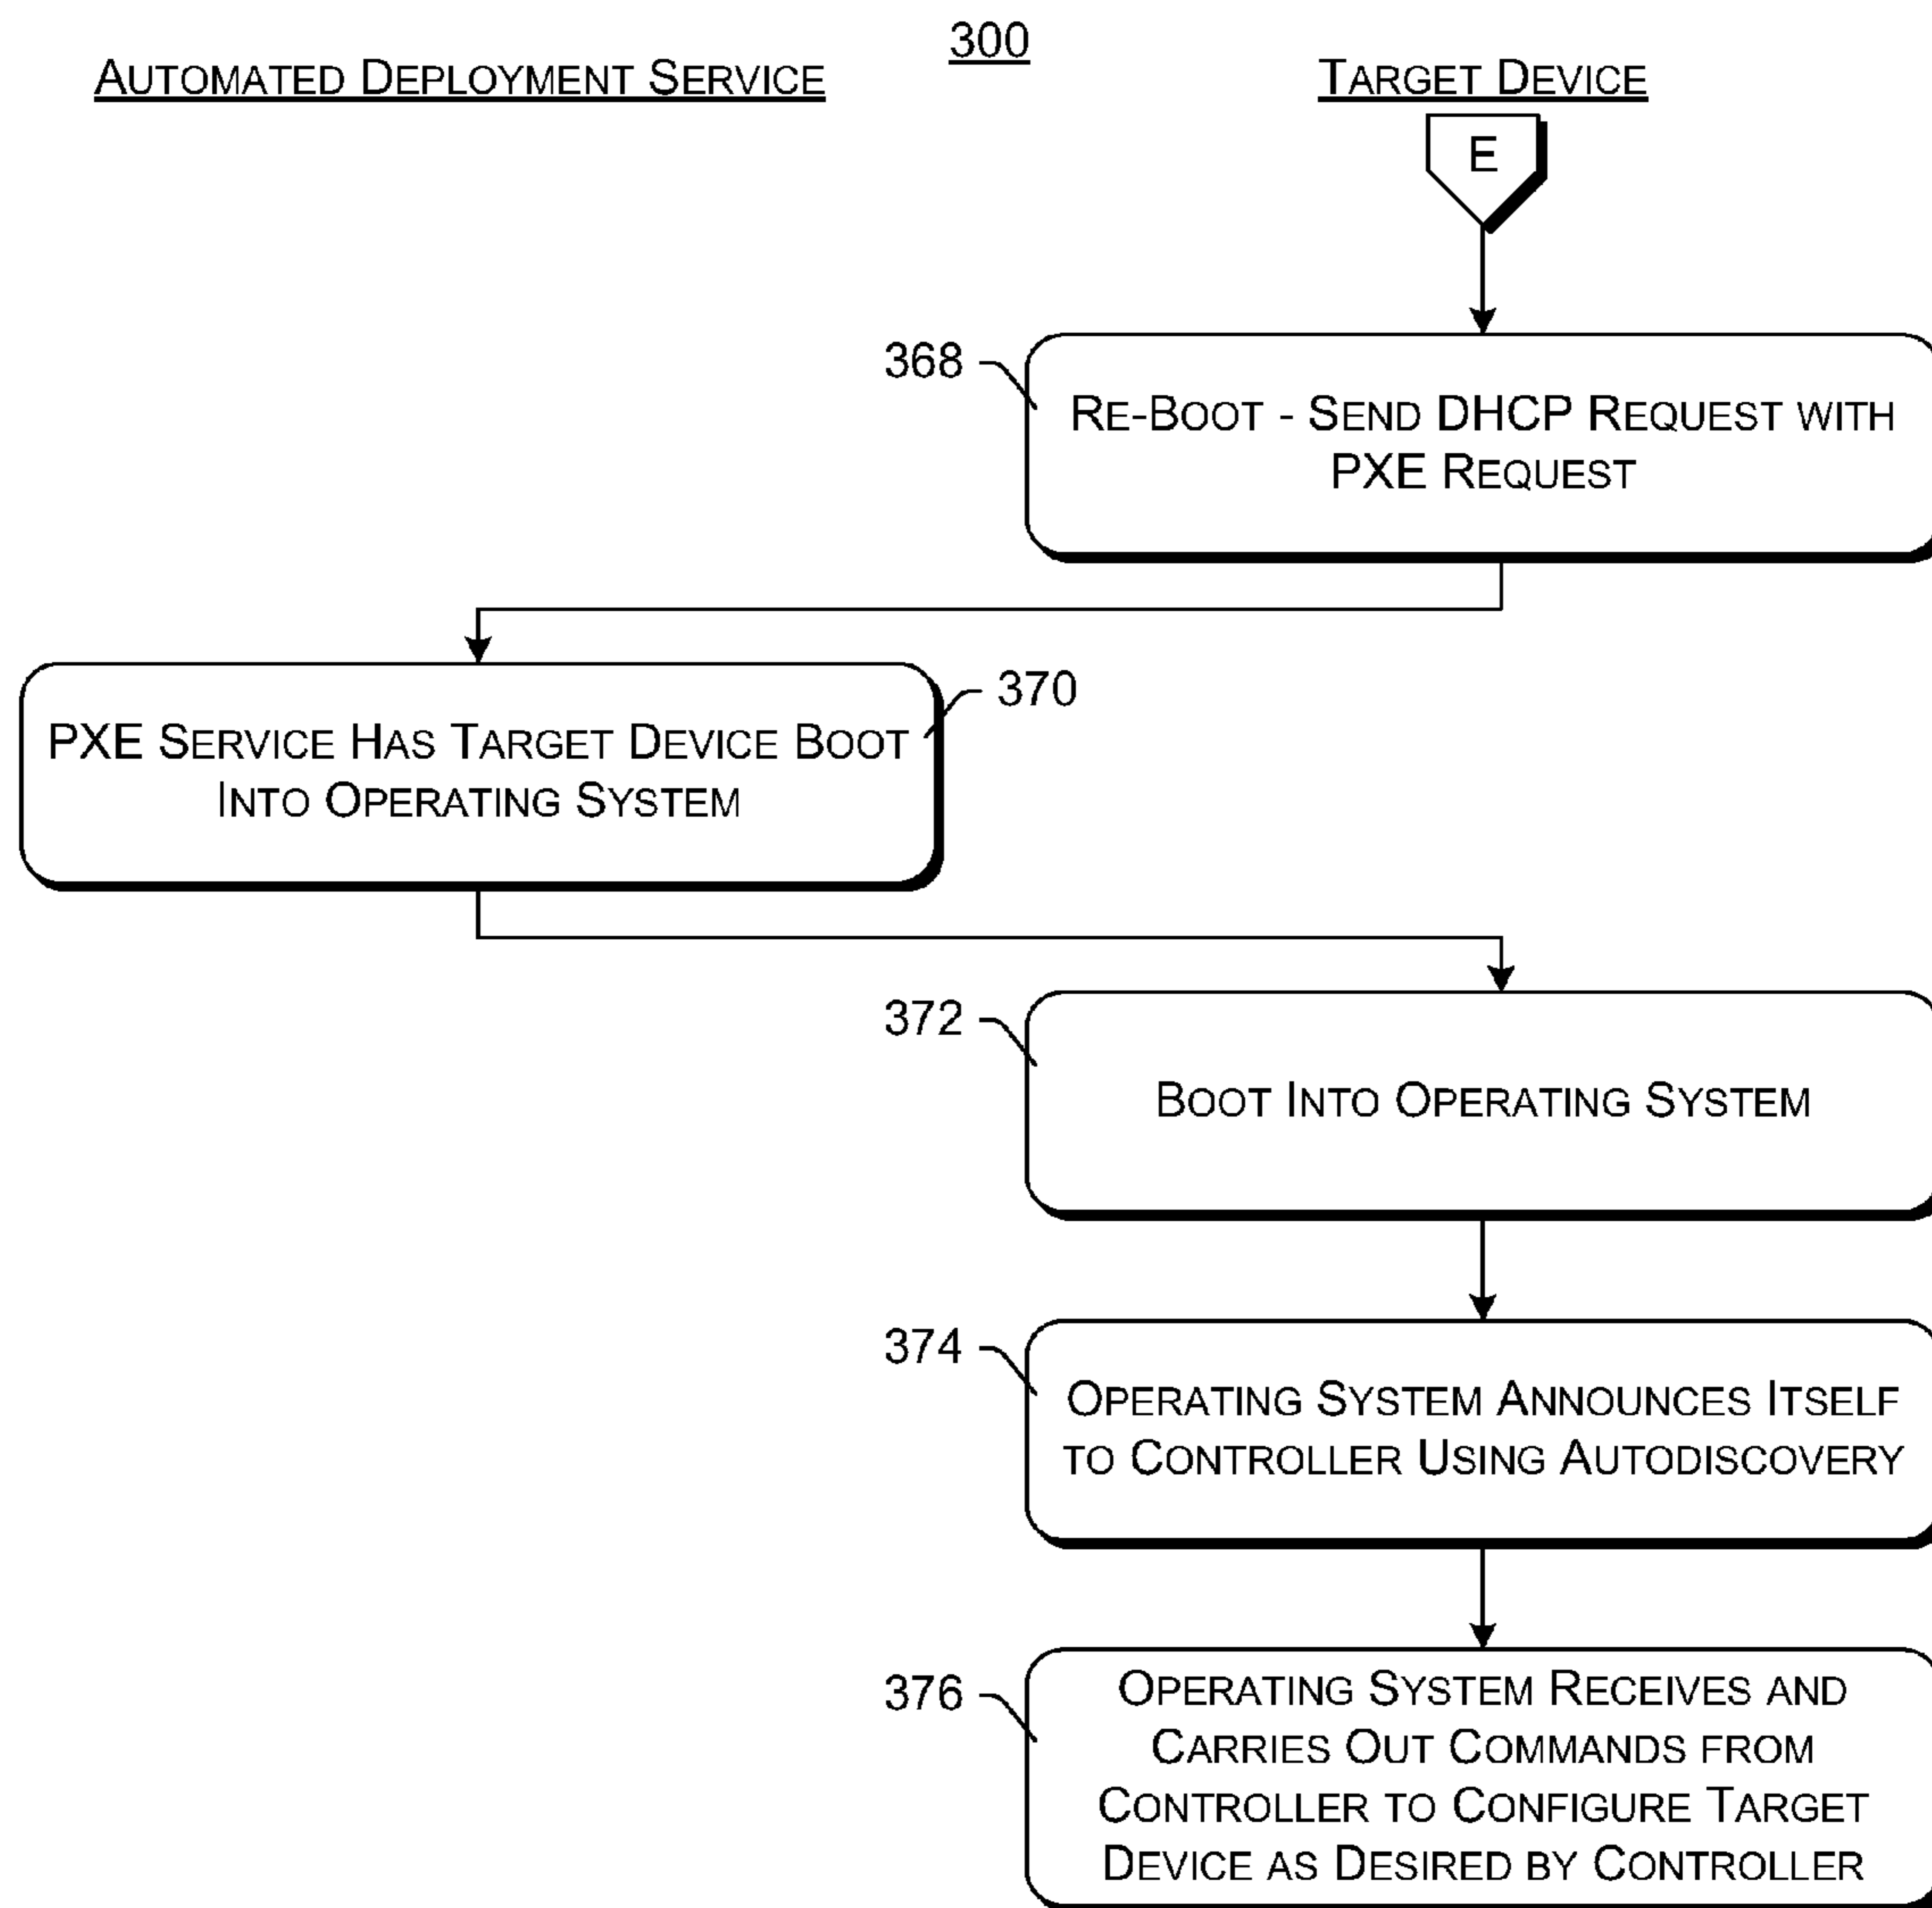 300
AUTOMATED DEPLOYMENT SERVICE
TARGET DEVICE
E
368
RE-BOOT - SEND DHCP REQUEST WITH
PXE REQUEST
370
PXE SERVICE HAS TARGET DEVICE BOOT
INTO OPERATING SYSTEM
372
BOOT INTO OPERATING SYSTEM
374
OPERATING SYSTEM ANNOUNCES ITSELF
TO CONTROLLER USING AUTODISCOVERY
376
OPERATING SYSTEM RECEIVES AND
CARRIES OUT COMMANDS FROM
CONTROLLER TO CONFIGURE TARGET
DEVICE AS DESIRED BY CONTROLLER